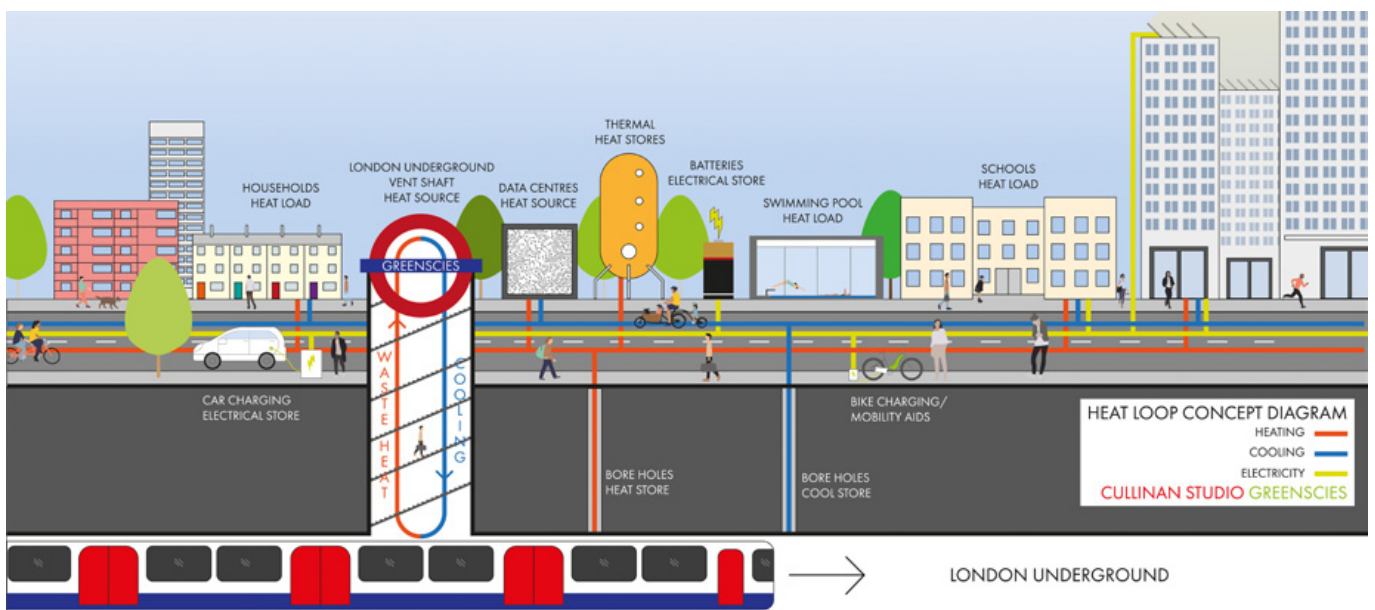 THERMAL
HEAT STORES
LONDON UNDERGROUND
VENT SHAFT
HEAT SOURCE
BATTERIES
ELECTRICAL STORE
SCHOOLS
HEAT LOAD
HOUSEHOLDS
HEAT LOAD
DATA CENTRES
HEAT SOURCE
SWIMMING POOL
HEAT LOAD
GREENSCIES
WASTE HEAT
COOLING
CAR CHARGING
ELECTRICAL STORE
BIKE CHARGING/
MOBILITY AIDS
BORE HOLES
HEAT STORE
BORE HOLES
COOL STORE
HEAT LOOP CONCEPT DIAGRAM
HEATING
COOLING
ELECTRICITY
CULLINAN STUDIO GREENSCIES
LONDON UNDERGROUND